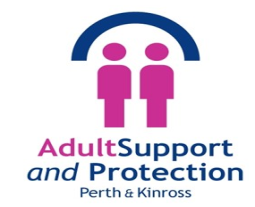 AdultSupport
and Protection
Perth & Kinross